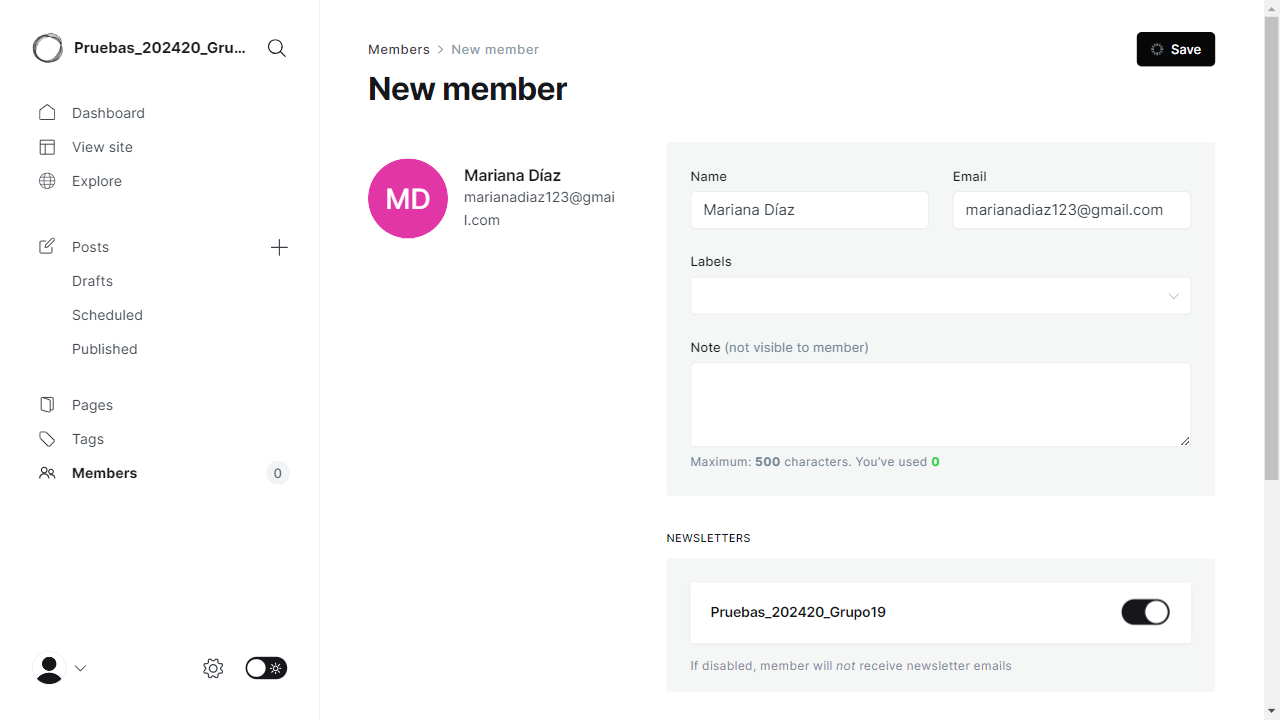 Pruebas_202420_Gru...
Dashboard
View site
Explore
Posts
Drafts
Scheduled
Published
Pages
Tags
Members 0
Members > New member
Save
New member
MD
Mariana Díaz
marianadiaz123@gmai
l.com
Name Email
Mariana Díaz marianadiaz123@gmail.com
Labels
Note (not visible to member)
Maximum: 500 characters. You've used 0
NEWSLETTERS
Pruebas_202420_Grupo19
If disabled, member will not receive newsletter emails